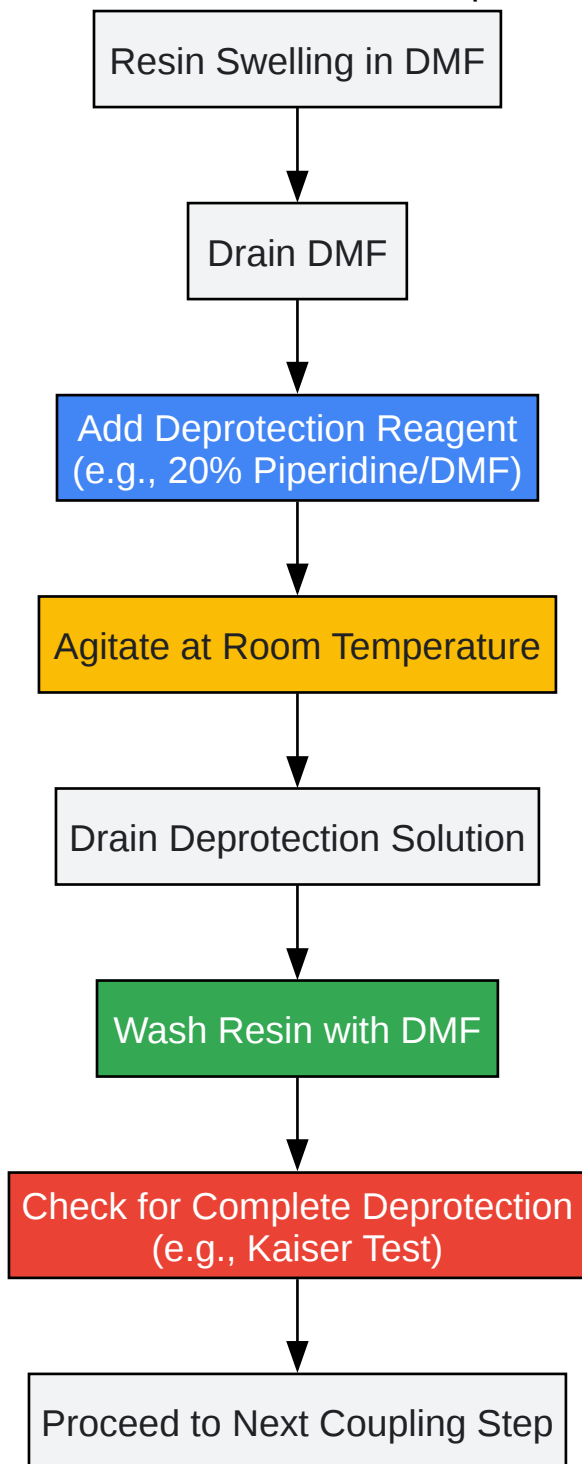 Resin Swelling in DMF
Drain DMF
Add Deprotection Reagent
(e.g., 20% Piperidine/DMF)
Agitate at Room Temperature
Drain Deprotection Solution
Wash Resin with DMF
Check for Complete Deprotection
(e.g., Kaiser Test)
Proceed to Next Coupling Step